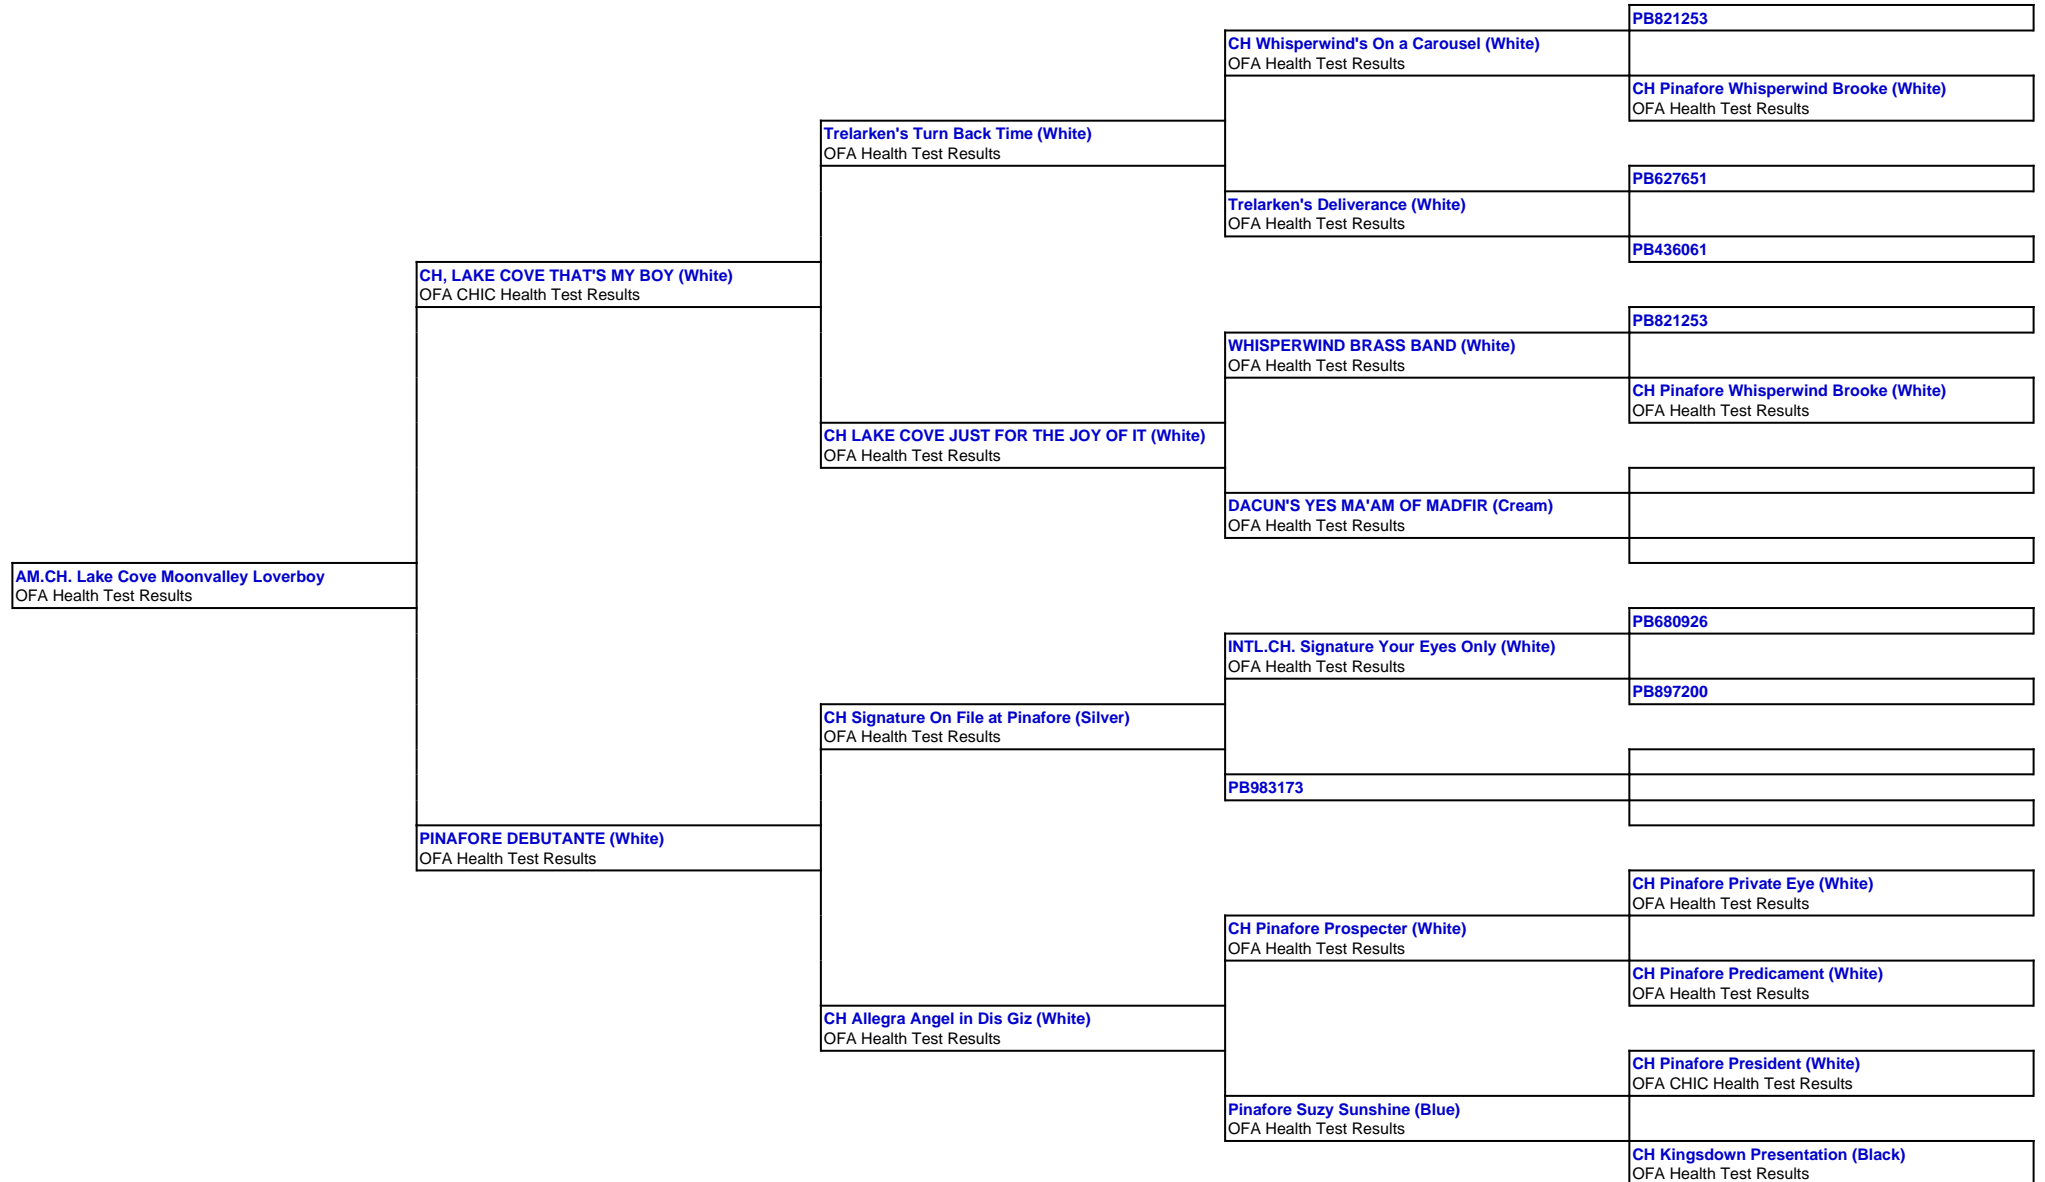 PB821253
CH Whisperwind's On a Carousel (White)
OFA Health Test Results
CH Pinafore Whisperwind Brooke (White)
OFA Health Test Results
Trelarken's Turn Back Time (White)
OFA Health Test Results
PB627651
Trelarken's Deliverance (White)
OFA Health Test Results
PB436061
CH, LAKE COVE THAT'S MY BOY (White)
OFA CHIC Health Test Results
PB821253
WHISPERWIND BRASS BAND (White)
OFA Health Test Results
CH Pinafore Whisperwind Brooke (White)
OFA Health Test Results
CH LAKE COVE JUST FOR THE JOY OF IT (White)
OFA Health Test Results
DACUN'S YES MA'AM OF MADFIR (Cream)
OFA Health Test Results
AM.CH. Lake Cove Moonvalley Loverboy
OFA Health Test Results
PB680926
INTL.CH. Signature Your Eyes Only (White)
OFA Health Test Results
PB897200
CH Signature On File at Pinafore (Silver)
OFA Health Test Results
PB983173
PINAFORE DEBUTANTE (White)
OFA Health Test Results
CH Pinafore Private Eye (White)
OFA Health Test Results
CH Pinafore Prospecter (White)
OFA Health Test Results
CH Pinafore Predicament (White)
OFA Health Test Results
CH Allegra Angel in Dis Giz (White)
OFA Health Test Results
CH Pinafore President (White)
OFA CHIC Health Test Results
Pinafore Suzy Sunshine (Blue)
OFA Health Test Results
CH Kingsdown Presentation (Black)
OFA Health Test Results